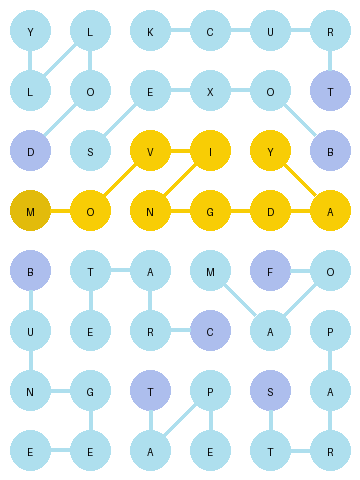 Y L K C U R
L O E X O T
D S V I Y B
M O N G D A
B T A M F O
U E R C A P
N G T P S A
E E A E T R